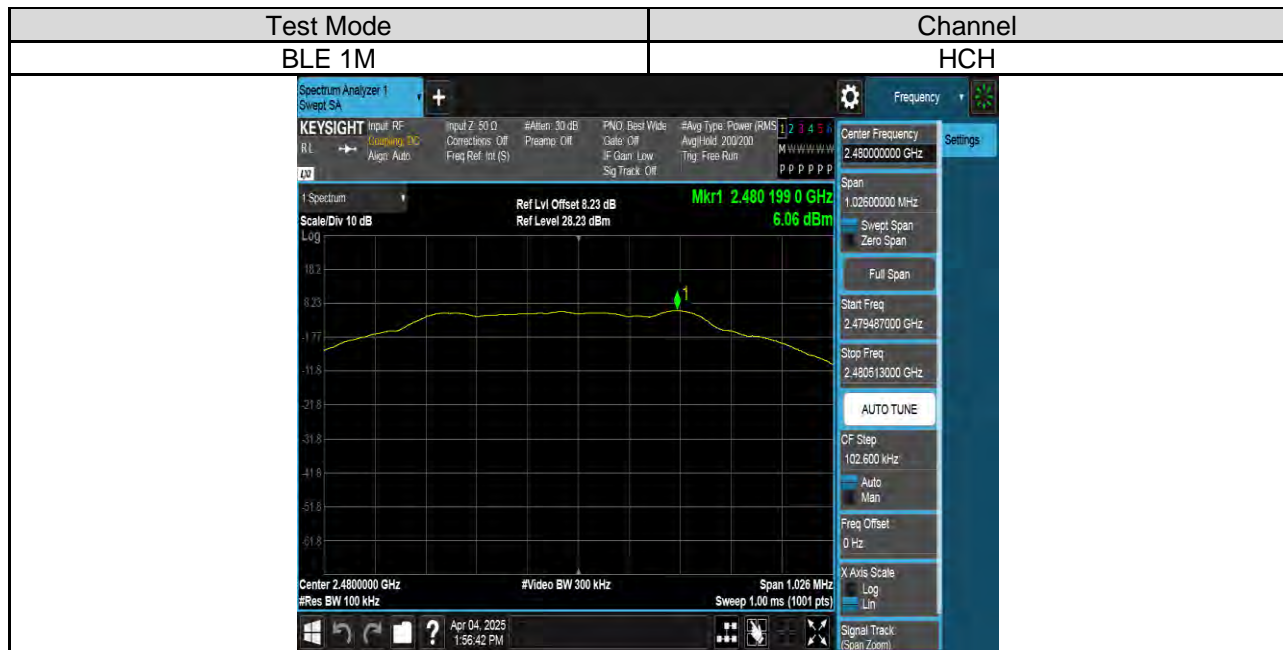 Test Mode Channel
BLE 1M HCH
Spectrum Analyzer 1
Swept SA
Frequency
KEYSIGHT Input: RF Input Z: 50 Ω #Atten: 30 dB PNO: Best Wide #Avg Type: Power (RMS 1 2 3 4 5 6
RL Coupling: DC Corrections: Off Preamp: Off Gate: Off Avg|Hold: 200/200 M W W W W W
Align: Auto Freq Ref: Int (S) IF Gain: Low Trig: Free Run
Sig Track: Off P P P P P P
LXI
1 Spectrum
Scale/Div 10 dB
Ref Lvl Offset 8.23 dB
Ref Level 28.23 dBm
Mkr1 2.480 199 0 GHz
6.06 dBm
Log
18.2
8.23
-1.77
-11.8
-21.8
-31.8
-41.8
-51.8
-61.8
1
Center 2.4800000 GHz #Video BW 300 kHz Span 1.026 MHz
#Res BW 100 kHz Sweep 1.00 ms (1001 pts)
Apr 04, 2025
1:56:42 PM
Settings
Center Frequency
2.480000000 GHz
Span
1.02600000 MHz
Swept Span
Zero Span
Full Span
Start Freq
2.479487000 GHz
Stop Freq
2.480513000 GHz
AUTO TUNE
CF Step
102.600 kHz
Auto
Man
Freq Offset
0 Hz
X Axis Scale
Log
Lin
Signal Track
(Span Zoom)